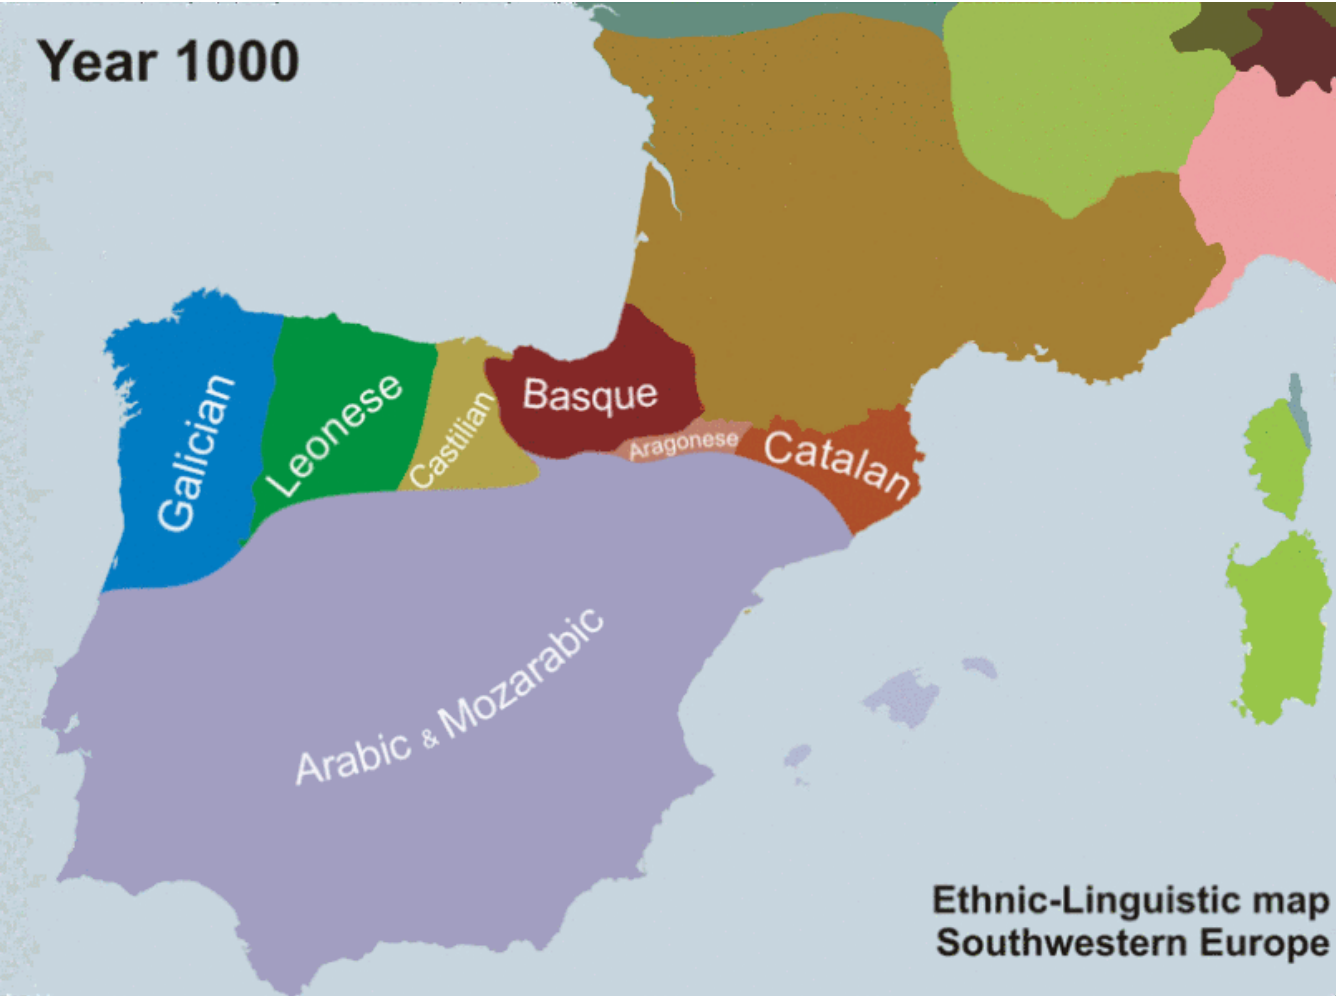 Year 1000
Galician
Leonese
Castilian
Basque
Aragonese
Catalan
Arabic & Mozarabic
Ethnic-Linguistic map
Southwestern Europe